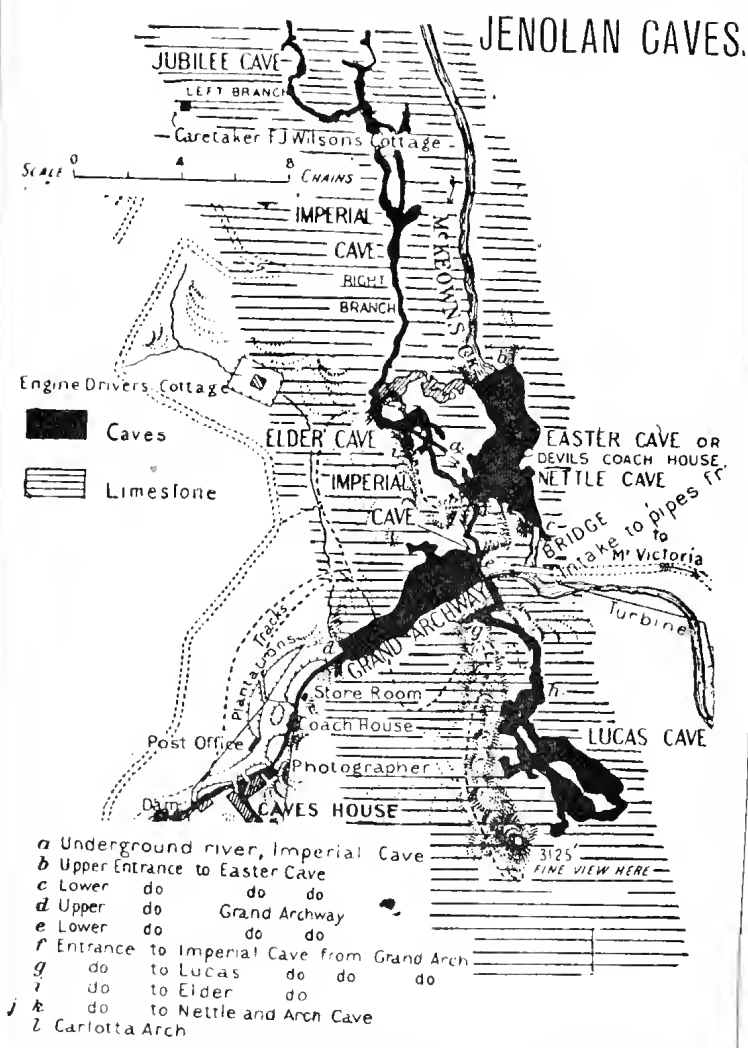 JENOLAN CAVES.
JUBILEE CAVE
LEFT BRANCH
Caretaker F J Wilsons Cottage
SCALE 0 4 8 CHAINS
IMPERIAL
CAVE
RIGHT
BRANCH
McKEOWNS CK
b
Engine Drivers Cottage
Caves
Limestone
ELDER CAVE
a
i
EASTER CAVE OR
DEVILS COACH HOUSE
NETTLE CAVE
IMPERIAL
CAVE
c
BRIDGE
Intake to pipes fr
to
Mt Victoria
Turbine
Tracks
Plantations
d
GRAND ARCHWAY
g
h
Store Room
Coach House
Post Office
Photographer
LUCAS CAVE
Dam
CAVES HOUSE
3125'
FINE VIEW HERE
a Underground river, Imperial Cave
b Upper Entrance to Easter Cave
c Lower do do do
d Upper do Grand Archway
e Lower do do do
f Entrance to Imperial Cave from Grand Arch
g do to Lucas do do do
i do to Elder do
j k do to Nettle and Arch Cave
l Carlotta Arch